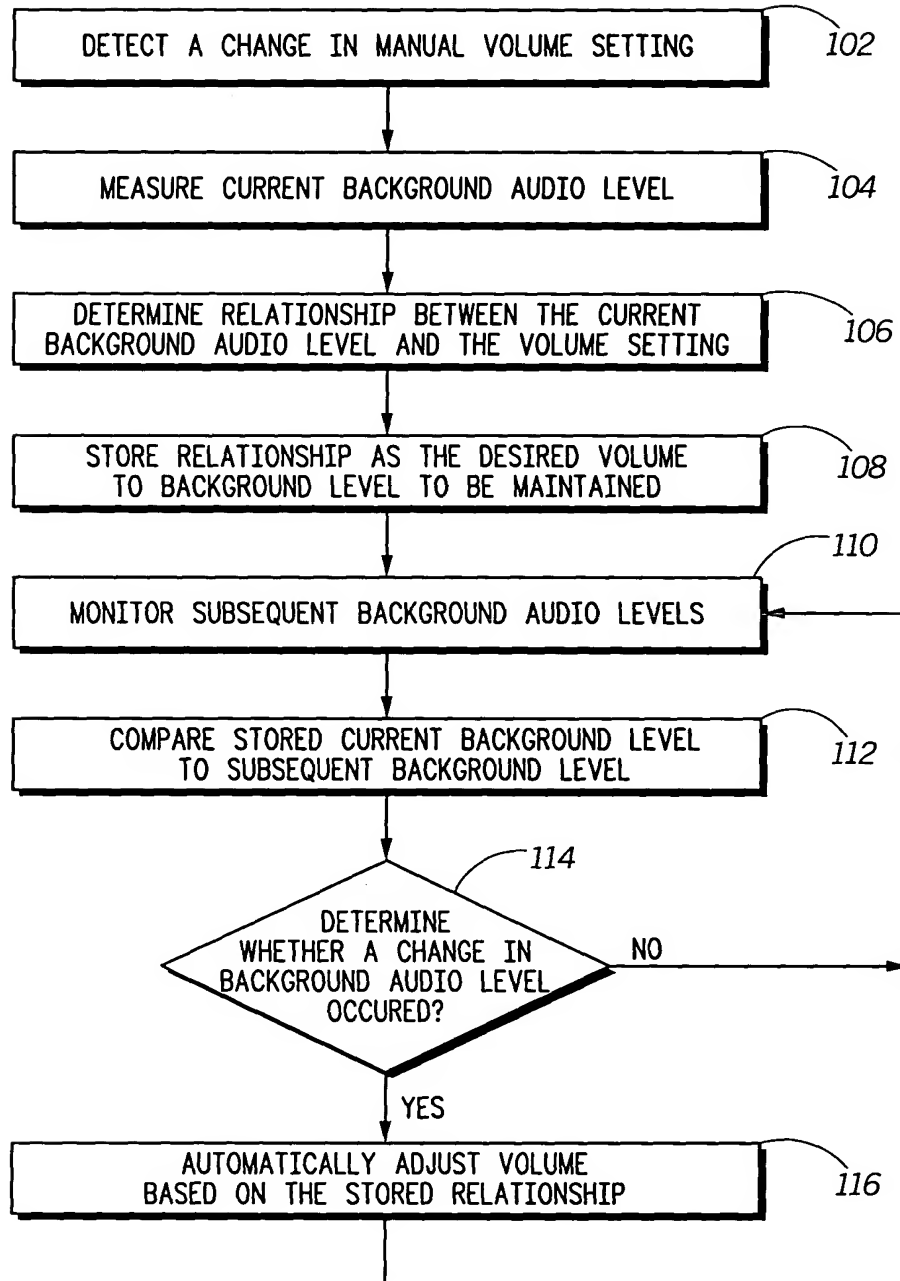 DETECT A CHANGE IN MANUAL VOLUME SETTING
102
MEASURE CURRENT BACKGROUND AUDIO LEVEL
104
DETERMINE RELATIONSHIP BETWEEN THE CURRENT
BACKGROUND AUDIO LEVEL AND THE VOLUME SETTING
106
STORE RELATIONSHIP AS THE DESIRED VOLUME
TO BACKGROUND LEVEL TO BE MAINTAINED
108
110
MONITOR SUBSEQUENT BACKGROUND AUDIO LEVELS
COMPARE STORED CURRENT BACKGROUND LEVEL
TO SUBSEQUENT BACKGROUND LEVEL
112
114
DETERMINE
WHETHER A CHANGE IN
BACKGROUND AUDIO LEVEL
OCCURED?
NO
YES
AUTOMATICALLY ADJUST VOLUME
BASED ON THE STORED RELATIONSHIP
116